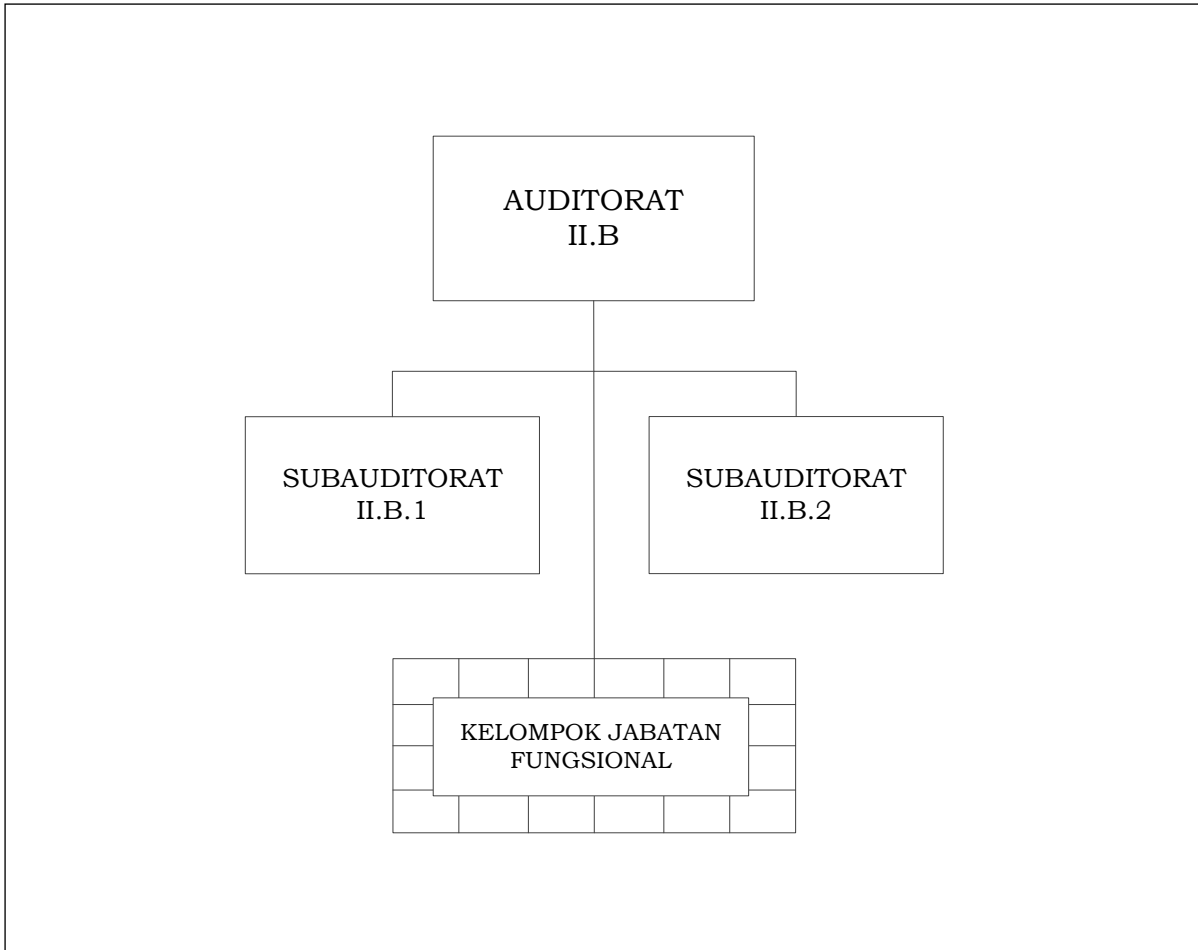 AUDITORAT
II.B
SUBAUDITORAT
II.B.1
SUBAUDITORAT
II.B.2
KELOMPOK JABATAN
FUNGSIONAL